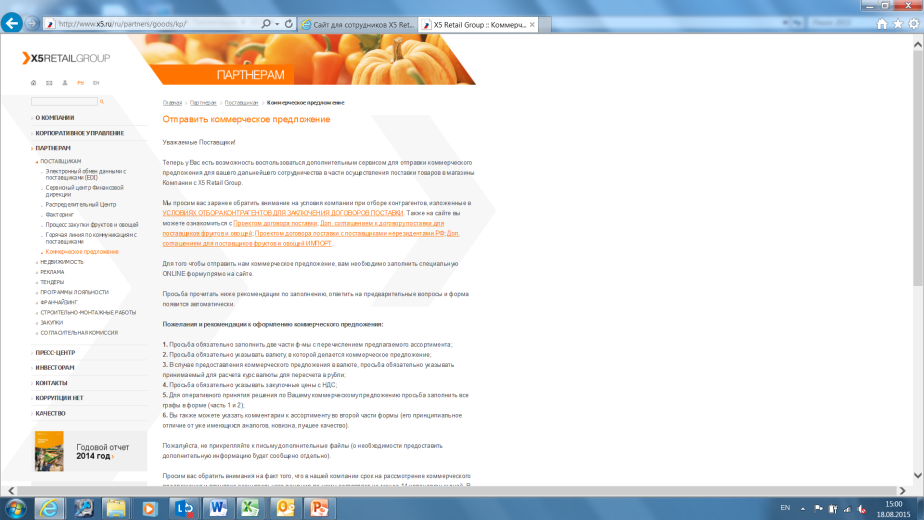 http://www.x5.ru/ru/partners/goods/kp/
Сайт для сотрудников X5 Ret...
X5 Retail Group :: Коммерч...
X5RETAILGROUP
ПАРТНЕРАМ
РУ EN
Главная › Партнерам › Поставщикам › Коммерческое предложение
О КОМПАНИИ
КОРПОРАТИВНОЕ УПРАВЛЕНИЕ
ПАРТНЕРАМ
ПОСТАВЩИКАМ
Электронный обмен данными с
поставщиками (EDI)
Сервисный центр Финансовой
дирекции
Распределительный Центр
Факторинг
Процесс закупки фруктов и овощей
Горячая линия по коммуникациям с
поставщиками
Коммерческое предложение
НЕДВИЖИМОСТЬ
РЕКЛАМА
ТЕНДЕРЫ
ПРОГРАММЫ ЛОЯЛЬНОСТИ
ФРАНЧАЙЗИНГ
СТРОИТЕЛЬНО-МОНТАЖНЫЕ РАБОТЫ
ЗАКУПКИ
СОГЛАСИТЕЛЬНАЯ КОМИССИЯ
ПРЕСС-ЦЕНТР
ИНВЕСТОРАМ
КОНТАКТЫ
КОРРУПЦИИ НЕТ
КАЧЕСТВО
Годовой отчет
2014 год ›
Отправить коммерческое предложение
Уважаемые Поставщики!
Теперь у Вас есть возможность воспользоваться дополнительным сервисом для отправки коммерческого
предложения для вашего дальнейшего сотрудничества в части осуществления поставки товаров в магазины
Компании с X5 Retail Group.
Мы просим вас заранее обратить внимание на условия компании при отборе контрагентов, изложенные в
УСЛОВИЯХ ОТБОРА КОНТРАГЕНТОВ ДЛЯ ЗАКЛЮЧЕНИЯ ДОГОВОРОВ ПОСТАВКИ. Также на сайте вы
можете ознакомиться с Проектом договора поставки; Доп. соглашением к договору поставки для
поставщиков фруктов и овощей; Проектом договора поставки с поставщиками нерезидентами РФ; Доп.
соглашением для поставщиков фруктов и овощей ИМПОРТ.
Для того чтобы отправить нам коммерческое предложение, вам необходимо заполнить специальную
ONLINE форму прямо на сайте.
Просьба прочитать ниже рекомендации по заполнению, ответить на предварительные вопросы и форма
появится автоматически.
Пожелания и рекомендации к оформлению коммерческого предложения:
1. Просьба обязательно заполнить две части ф-мы с перечислением предлагаемого ассортимента;
2. Просьба обязательно указывать валюту, в которой делается коммерческое предложение;
3. В случае предоставления коммерческого предложения в валюте, просьба обязательно указывать
принимаемый для расчета курс валюты для пересчета в рубли;
4. Просьба обязательно указывать закупочные цены с НДС;
5. Для оперативного принятия решения по Вашему коммерческому предложению просьба заполнить все
графы в форме (часть 1 и 2);
6. Вы также можете указать комментарии к ассортименту во второй части формы (его принципиальное
отличие от уже имеющихся аналогов, новизна, лучшее качество).
Пожалуйста, не прикрепляйте к письму дополнительные файлы (о необходимости предоставить
дополнительную информацию будет сообщено отдельно).
Просим вас обратить внимания на факт того, что в нашей компании срок на рассмотрение коммерческого
EN
15:00
18.08.2015